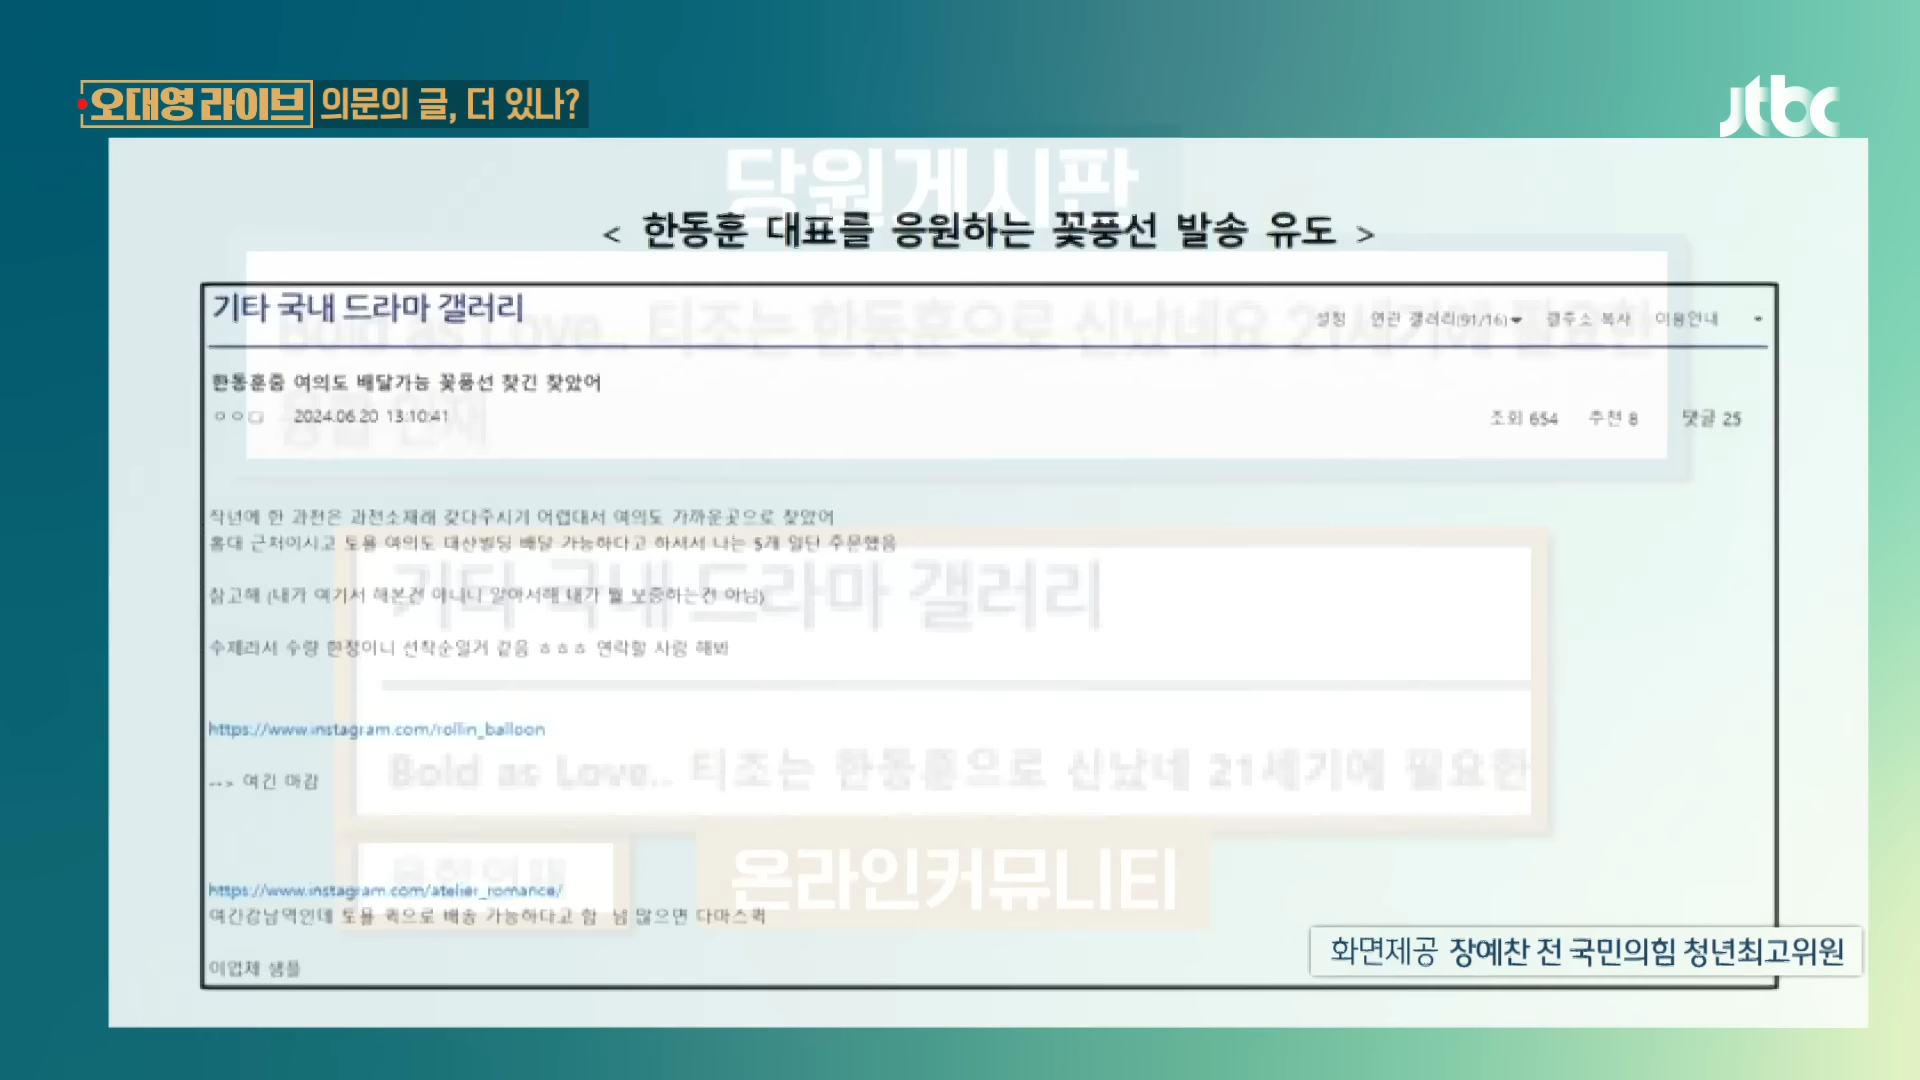 오대영 라이브 의문의 글, 더 있나?
jtbc
당원게시판
< 한동훈 대표를 응원하는 꽃풍선 발송 유도 >
기타 국내 드라마 갤러리
설정 연관 갤러리(91/16) 갤주소 복사 이용안내
Bold as Love.. 티조는 한동훈으로 신났네요 21세기에 필요한
한동훈줌 여의도 배달가능 꽃풍선 찾긴 찾았어
ㅇㅇㅁ 2024.06.20 13:10:41
조회 654 추천 8 댓글 25
작년에 한 과천은 과천소재래 갖다주시기 어렵대서 여의도 가까운곳으로 찾았어
홍대 근처이시고 토욜 여의도 대산빌딩 배달 가능하다고 하셔서 나는 5개 일단 주문했음
참고해 (내가 여기서 해본건 아니니 알아서해 내가 뭘 보증하는건 아님)
수제라서 수량 한정이니 선착순일거 같음 ㅎㅎㅎ 연락할 사람 해봐
기타 국내 드라마 갤러리
https://www.instagram.com/rollin_balloon
--> 여긴 마감
Bold as Love.. 티조는 한동훈으로 신났네 21세기에 필요한
온라인커뮤니티
https://www.instagram.com/atelier_romance/
여긴강남역인데 토욜 퀵으로 배송 가능하다고 함 넘 많으면 다마스퀵
이업체 샘플
화면제공 장예찬 전 국민의힘 청년최고위원